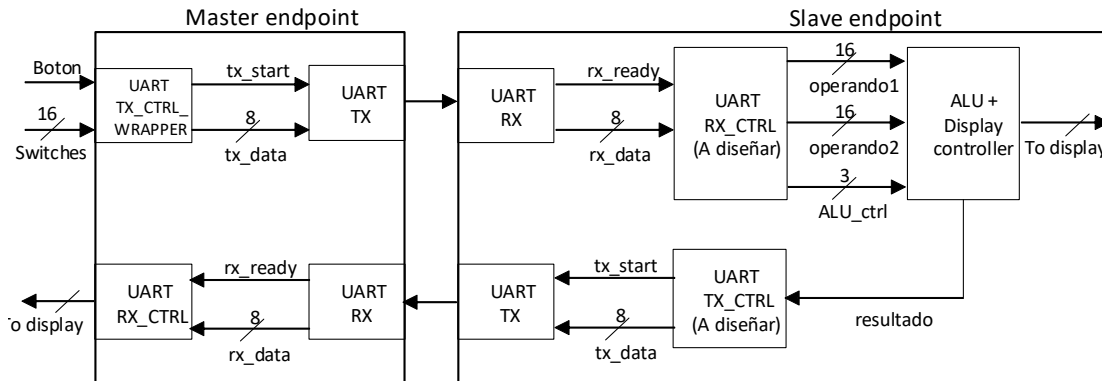 Master endpoint
Slave endpoint
Boton
16
Switches
UART
TX_CTRL_
WRAPPER
tx_start
8
tx_data
UART
TX
UART
RX
rx_ready
8
rx_data
UART
RX_CTRL
(A diseñar)
16
operando1
16
operando2
3
ALU_ctrl
ALU +
Display
controller
To display
To display
UART
RX_CTRL
rx_ready
8
rx_data
UART
RX
UART
TX
tx_start
8
tx_data
UART
TX_CTRL
(A diseñar)
resultado